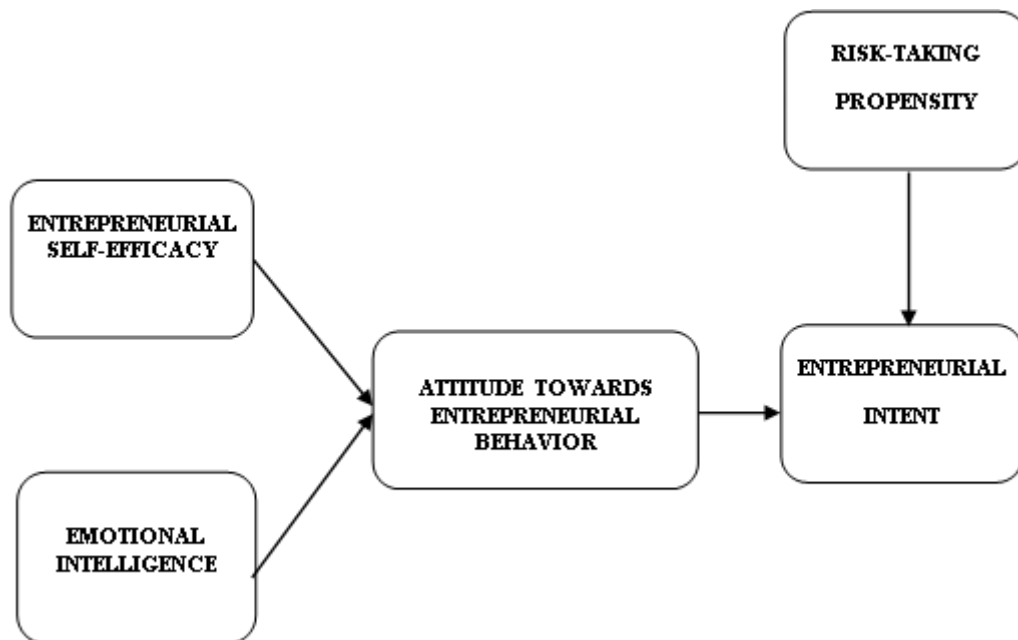 RISK-TAKING
PROPENSITY
ENTREPRENEURIAL
SELF-EFFICACY
ATTITUDE TOWARDS
ENTREPRENEURIAL
BEHAVIOR
ENTREPRENEURIAL
INTENT
EMOTIONAL
INTELLIGENCE